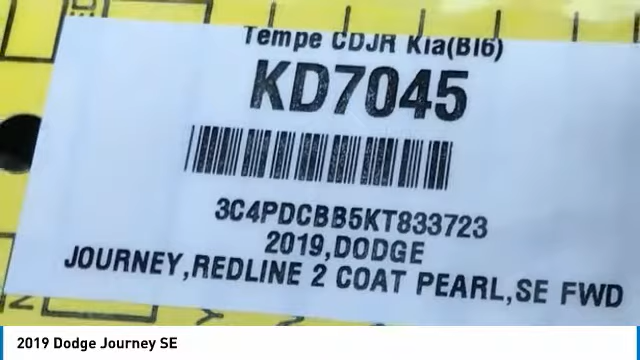 Tempe CDJR Kia(BI6)
KD7045
3C4PDCBB5KT833723
2019,DODGE
JOURNEY,REDLINE 2 COAT PEARL,SE FWD
2019 Dodge Journey SE